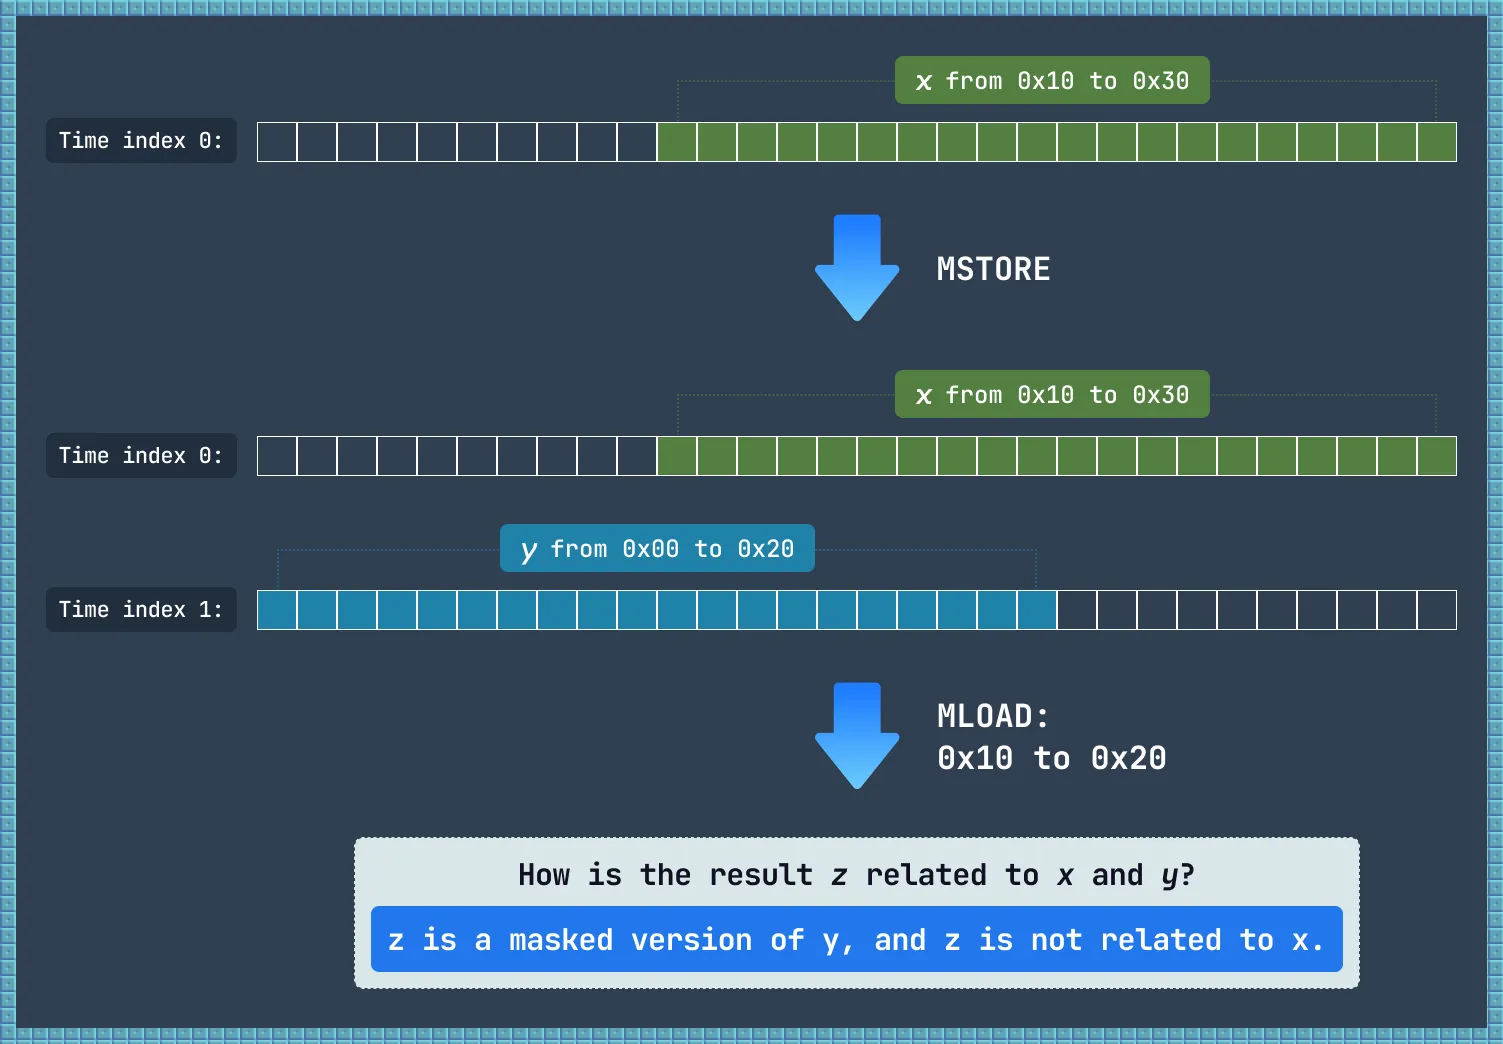 x from 0x10 to 0x30
Time index 0:
MSTORE
x from 0x10 to 0x30
Time index 0:
y from 0x00 to 0x20
Time index 1:
MLOAD:
0x10 to 0x20
How is the result z related to x and y?
z is a masked version of y, and z is not related to x.